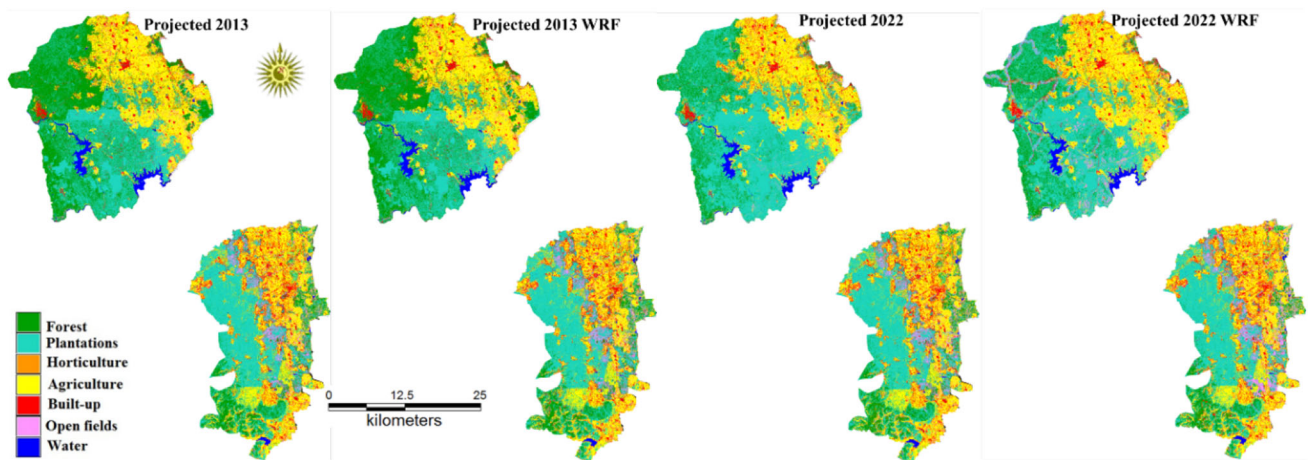 Projected 2013
Projected 2013 WRF
Projected 2022
Projected 2022 WRF
Forest
Plantations
Horticulture
Agriculture
Built-up
Open fields
Water
0 12.5 25
kilometers